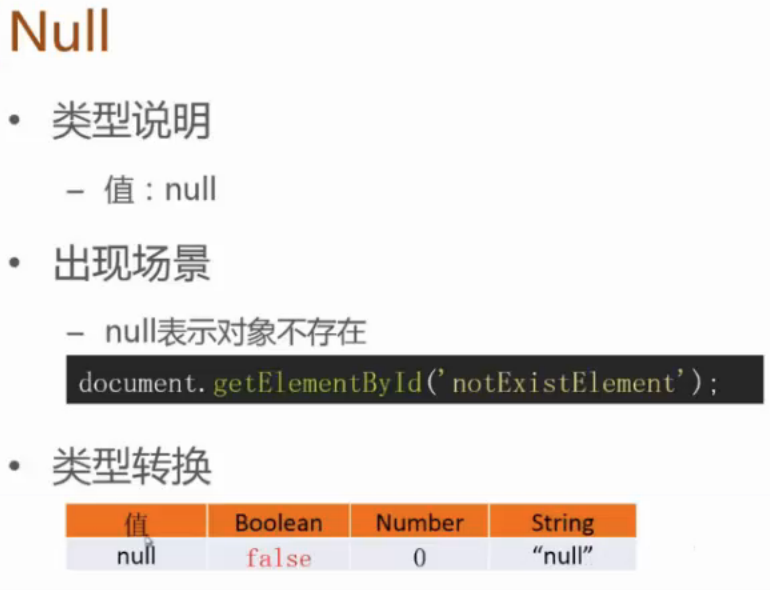 Null
• 类型说明
– 值：null
• 出现场景
– null表示对象不存在
document.getElementById('notExistElement');
• 类型转换
值 Boolean Number String
null false 0 “null”